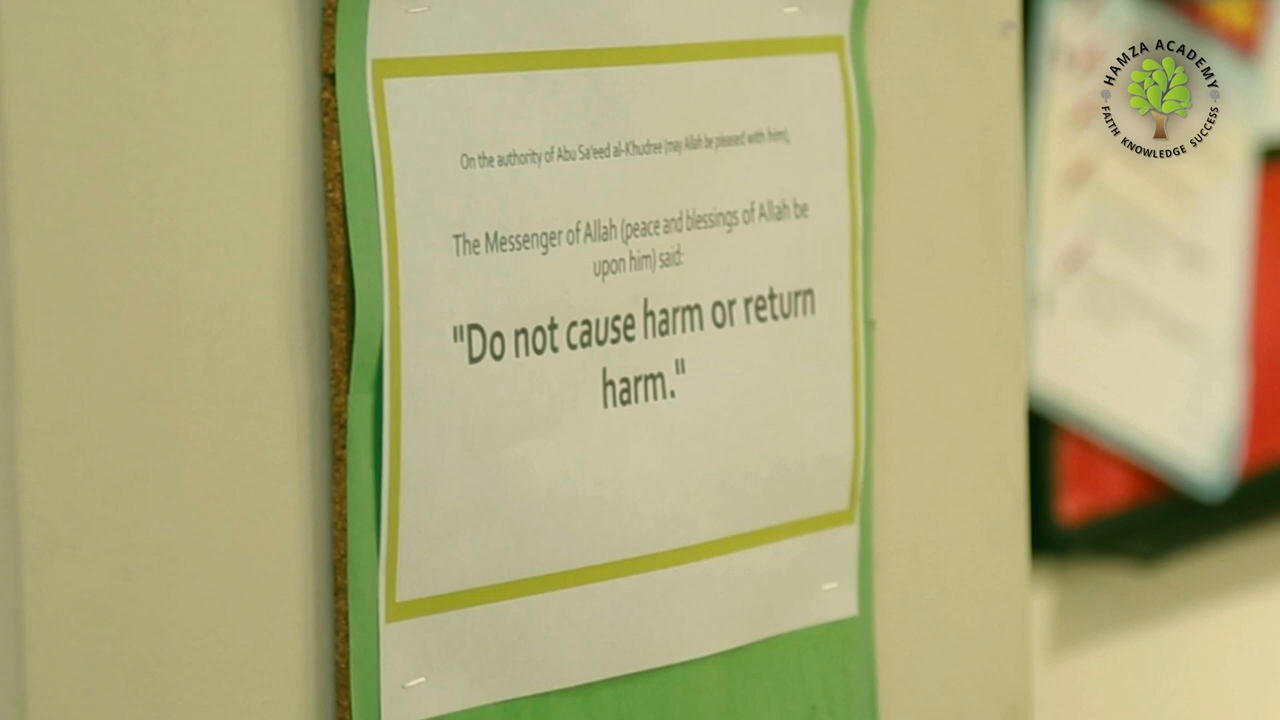 On the authority of Abu Sa'eed al-Khudree (may Allah be pleased with him),
The Messenger of Allah (peace and blessings of Allah be
upon him) said:
"Do not cause harm or return
harm."
HAMZA ACADEMY
FAITH KNOWLEDGE SUCCESS